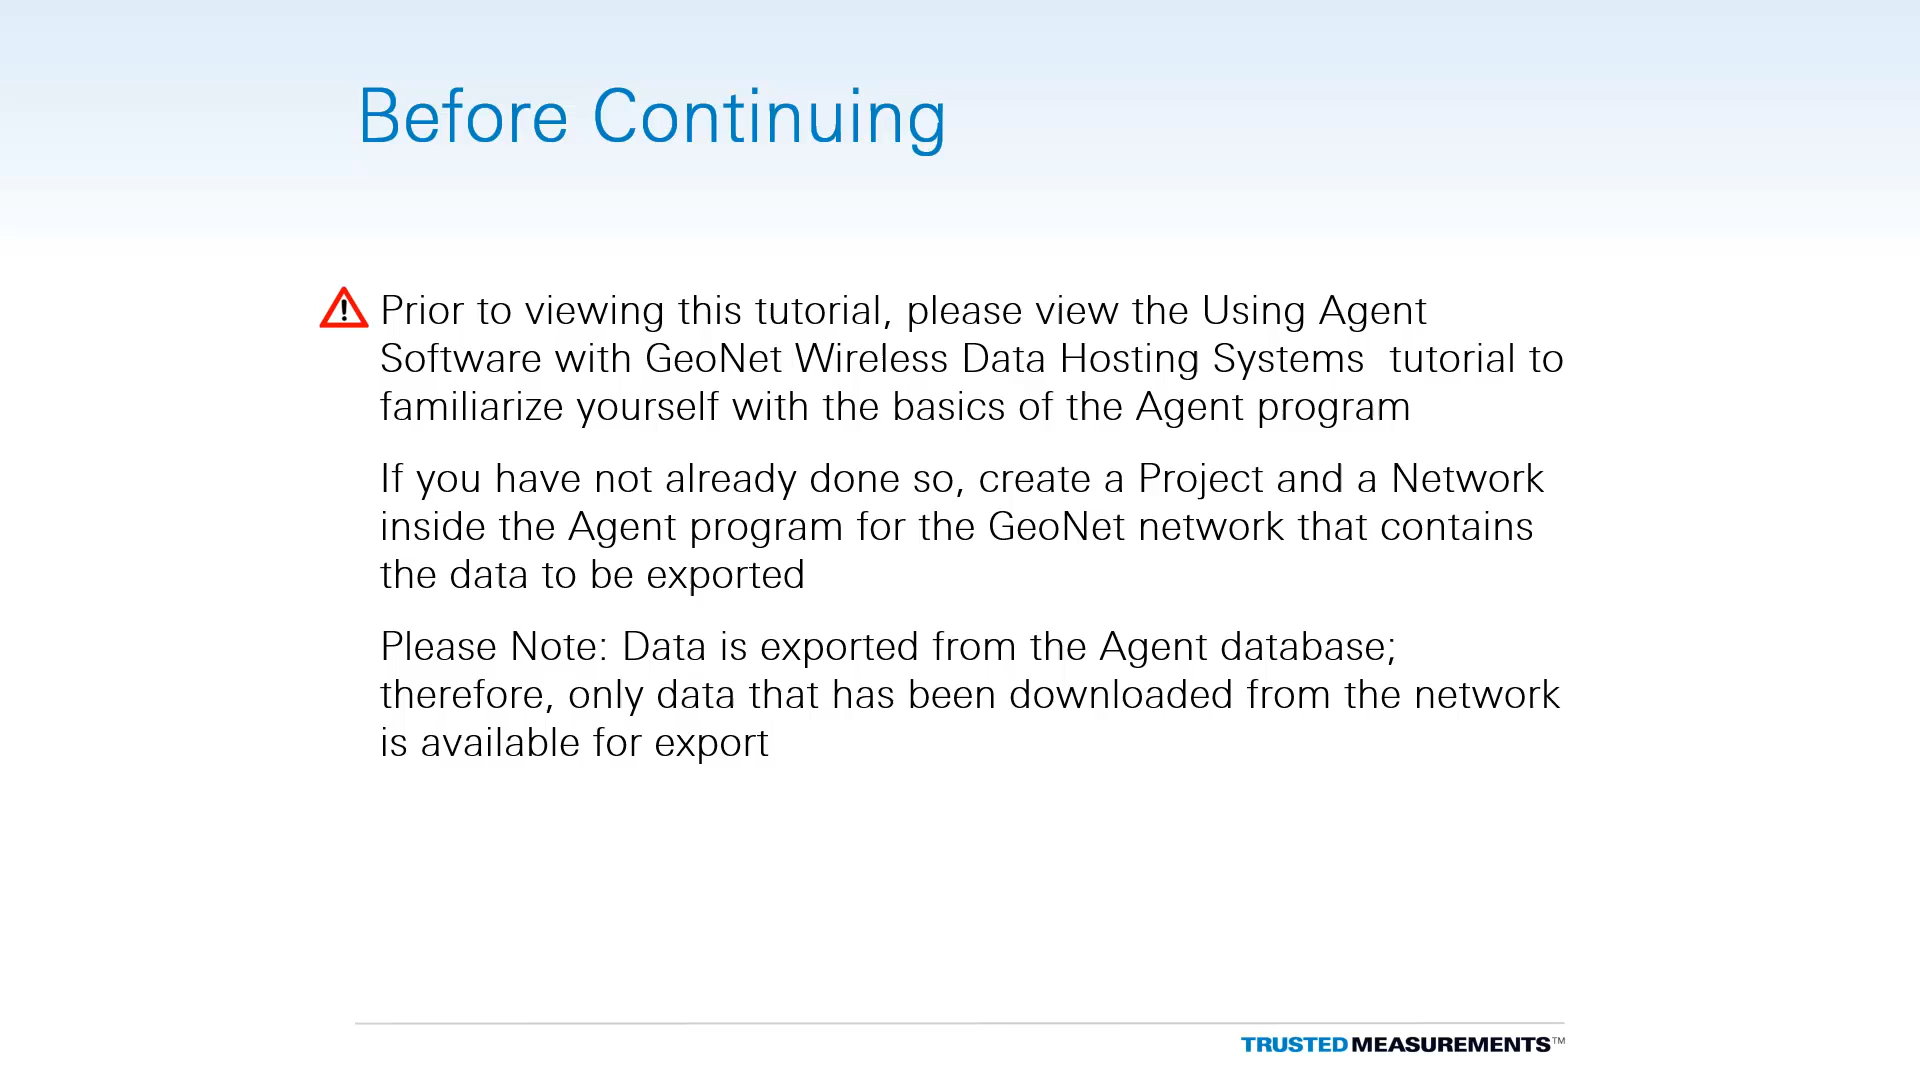 Before Continuing
Prior to viewing this tutorial, please view the Using Agent
Software with GeoNet Wireless Data Hosting Systems  tutorial to
familiarize yourself with the basics of the Agent program
If you have not already done so, create a Project and a Network
inside the Agent program for the GeoNet network that contains
the data to be exported
Please Note: Data is exported from the Agent database;
therefore, only data that has been downloaded from the network
is available for export
TRUSTED MEASUREMENTS™